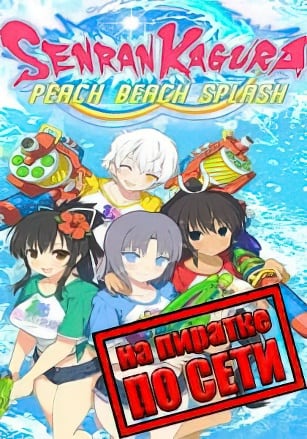 SENRAN KAGURA
PEACH BEACH SPLASH
на пиратке
ПО СЕТИ